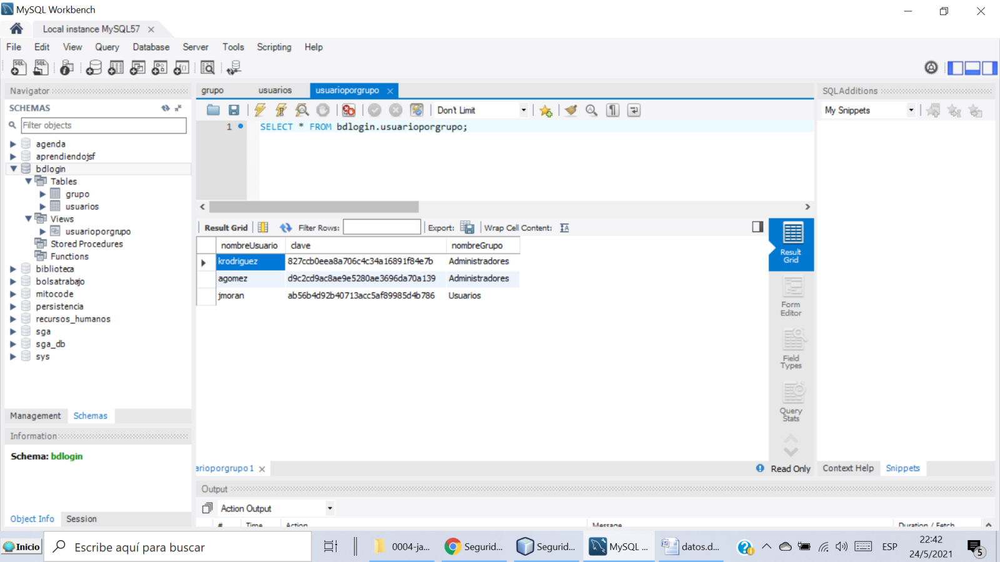 MySQL Workbench
Local instance MySQL57
File Edit View Query Database Server Tools Scripting Help
Navigator
SCHEMAS
Filter objects
agenda
aprendiendojsf
bdlogin
Tables
grupo
usuarios
Views
usuarioporgrupo
Stored Procedures
Functions
biblioteca
bolsatrabajo
mitocode
persistencia
recursos_humanos
sga
sga_db
sys
Management Schemas
Information
Schema: bdlogin
Object Info Session
grupo usuarios usuarioporgrupo
Don't Limit
1 SELECT * FROM bdlogin.usuarioporgrupo;
Result Grid Filter Rows: Export: Wrap Cell Content:
nombreUsuario clave nombreGrupo
krodriguez 827ccb0eea8a706c4c34a16891f84e7b Administradores
agomez d9c2cd9ac8ae9e5280ae3696da70a139 Administradores
jmoran ab56b4d92b40713acc5af89985d4b786 Usuarios
Result
Grid
Form
Editor
Field
Types
Query
Stats
arioporgrupo1
Read Only
SQLAdditions
My Snippets
Context Help Snippets
Output
Action Output
# Time Action Message Duration / Fetch
Inicio
Escribe aquí para buscar
0004-ja...
Segurid...
Segurid...
MySQL ...
datos.d...
ESP
22:42
24/5/2021
5